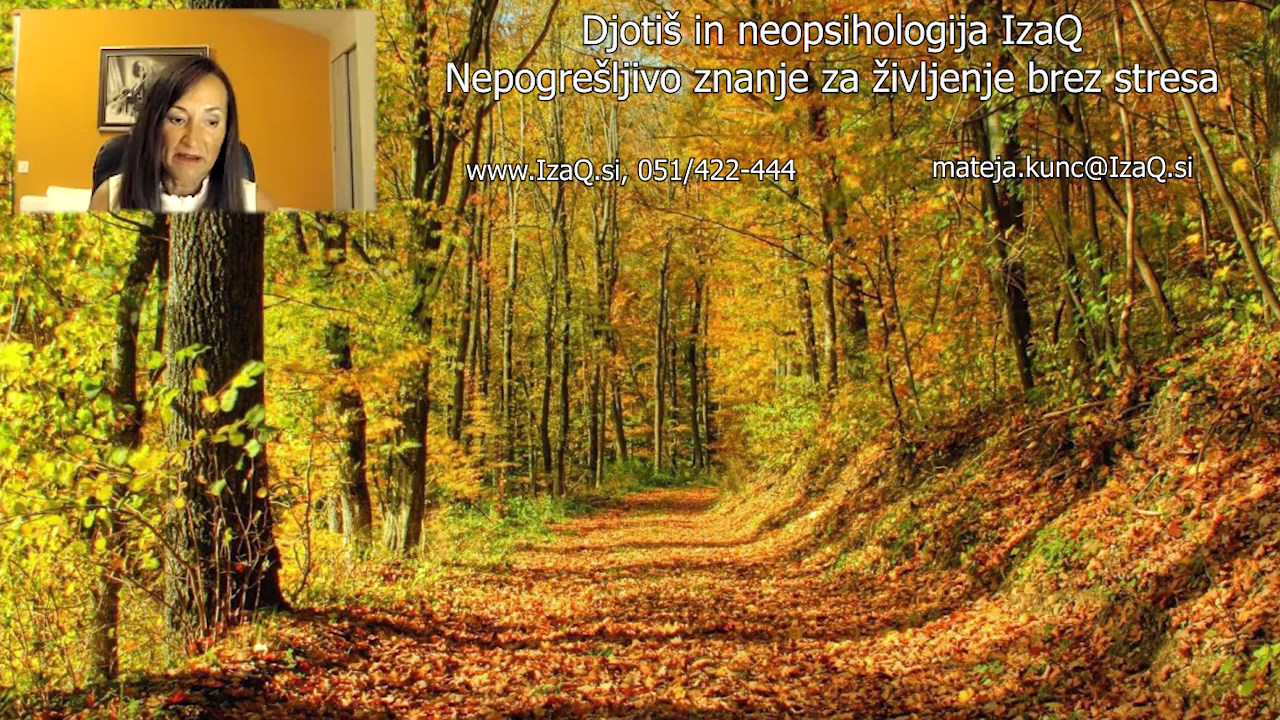 Djotiš in neopsihologija IzaQ
Nepogrešljivo znanje za življenje brez stresa
www.IzaQ.si, 051/422-444
mateja.kunc@IzaQ.si